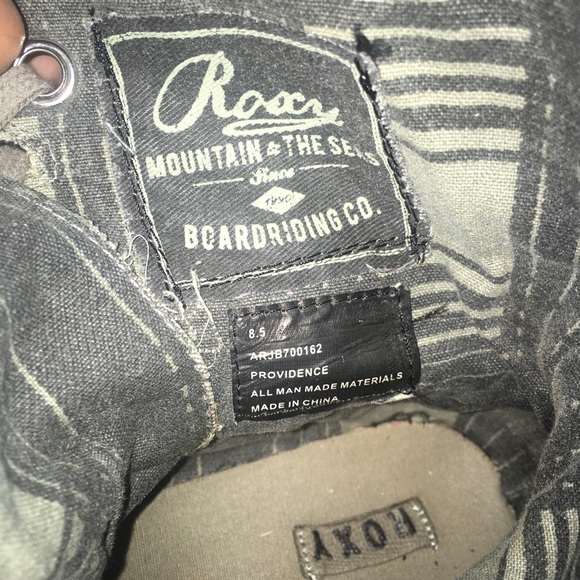 Roxy
MOUNTAIN & THE SEAS
Since
1990
BOARDRIDING CO.
8.5
ARJB700162
PROVIDENCE
ALL MAN MADE MATERIALS
MADE IN CHINA
ROXY